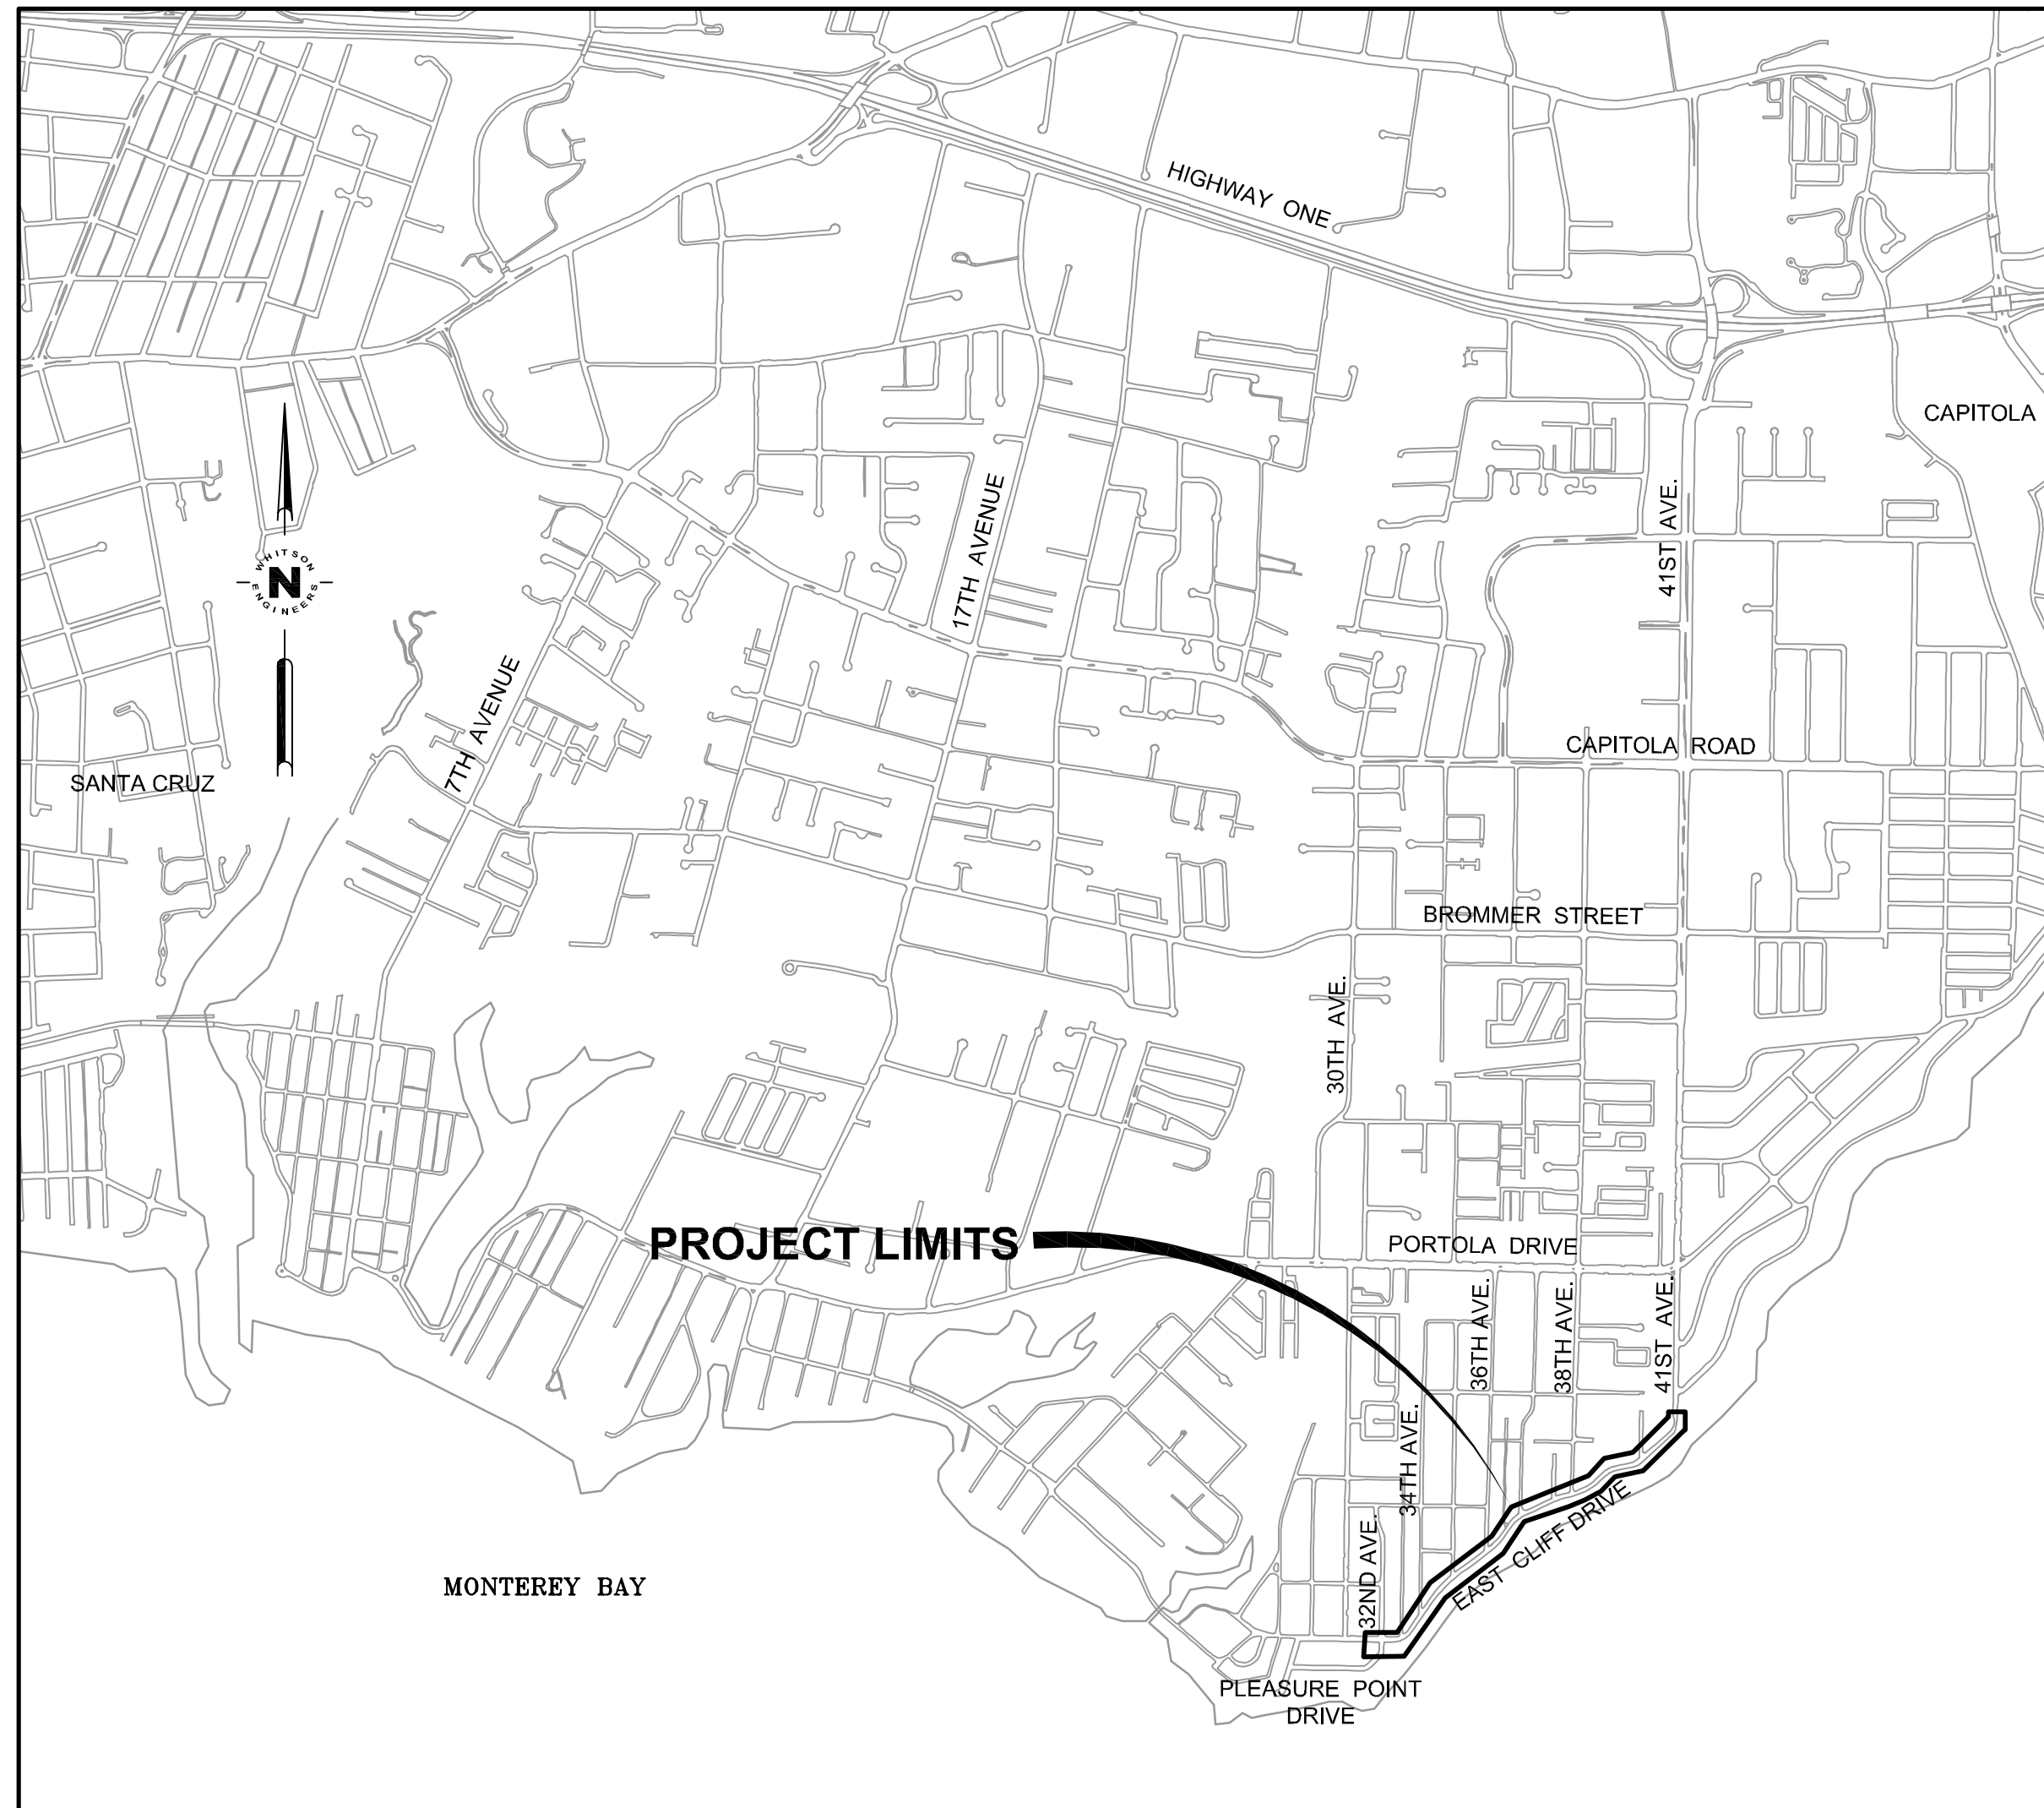 HIGHWAY ONE
CAPITOLA
17TH AVENUE
41ST AVE.
WHITSON
N
ENGINEERS
7TH AVENUE
CAPITOLA ROAD
SANTA CRUZ
BROMMER STREET
30TH AVE.
PROJECT LIMITS
PORTOLA DRIVE
36TH AVE.
38TH AVE.
41ST AVE.
34TH AVE.
32ND AVE.
EAST CLIFF DRIVE
MONTEREY BAY
PLEASURE POINT
DRIVE